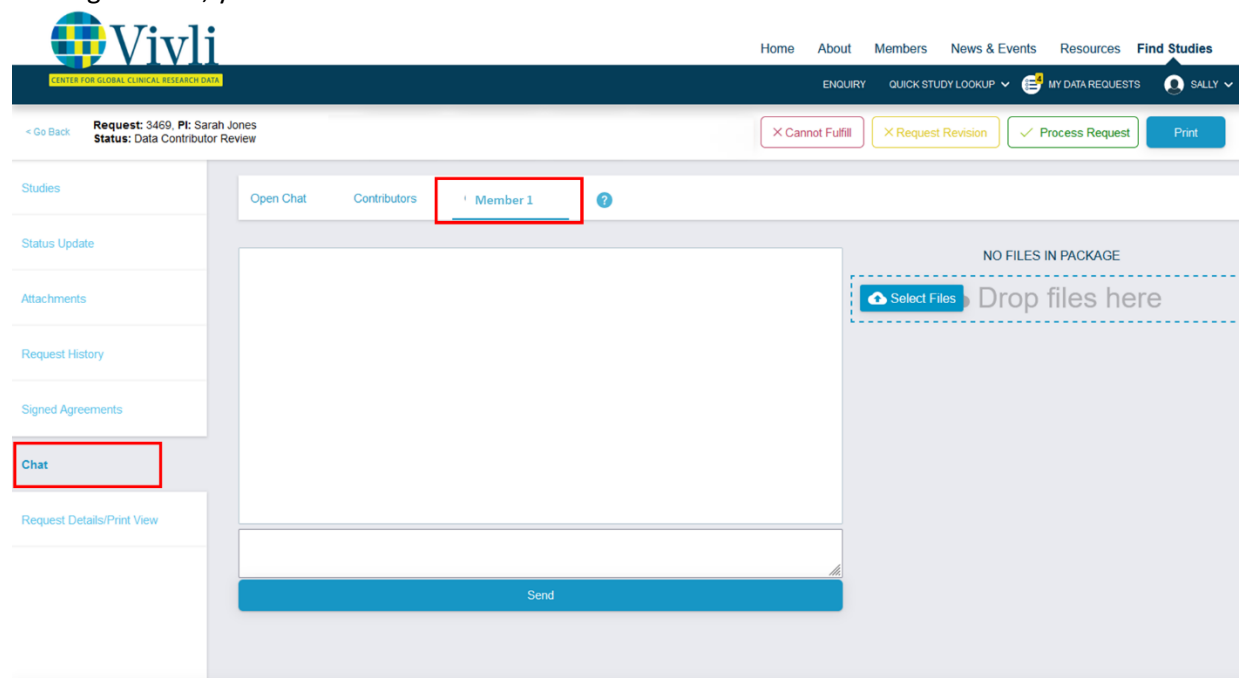 Vivli
CENTER FOR GLOBAL CLINICAL RESEARCH DATA
Home About Members News & Events Resources Find Studies
ENQUIRY QUICK STUDY LOOKUP 4 MY DATA REQUESTS SALLY
< Go Back Request: 3469, PI: Sarah Jones
Status: Data Contributor Review
× Cannot Fulfill × Request Revision ✓ Process Request Print
Studies
Open Chat Contributors Member 1 ?
Status Update
NO FILES IN PACKAGE
Attachments
Select Files Drop files here
Request History
Signed Agreements
Chat
Request Details/Print View
Send